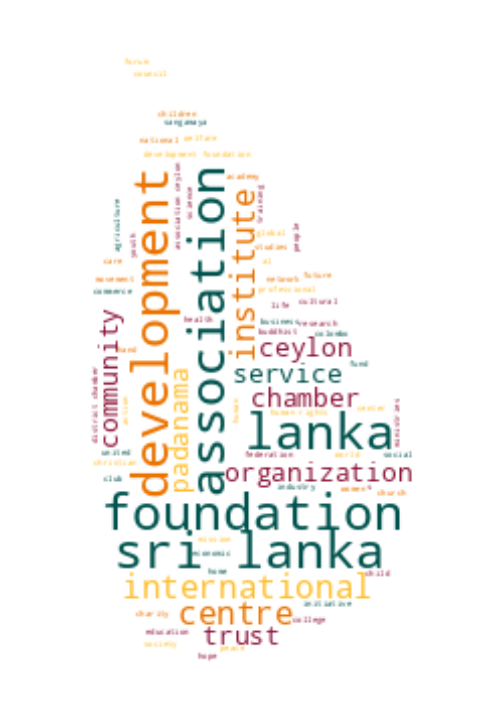 forum
council
children
sangamaya
national welfare
development foundation
academy
development
association
institute
association ceylon
science
training
agriculture
youth
people
global
studies
care
movement
commerce
network future
professional
life cultural
health
business research
buddhist colombo
community
ceylon
padanama
service
fund
district chamber
chamber
human rights
center
ministries
lanka
united
federation
world
social
christian
organization
club
industry
women
church
foundation
mission
economic
sri lanka
home
child
international
initiative
charity
centre
college
education
trust
society
peace
hope